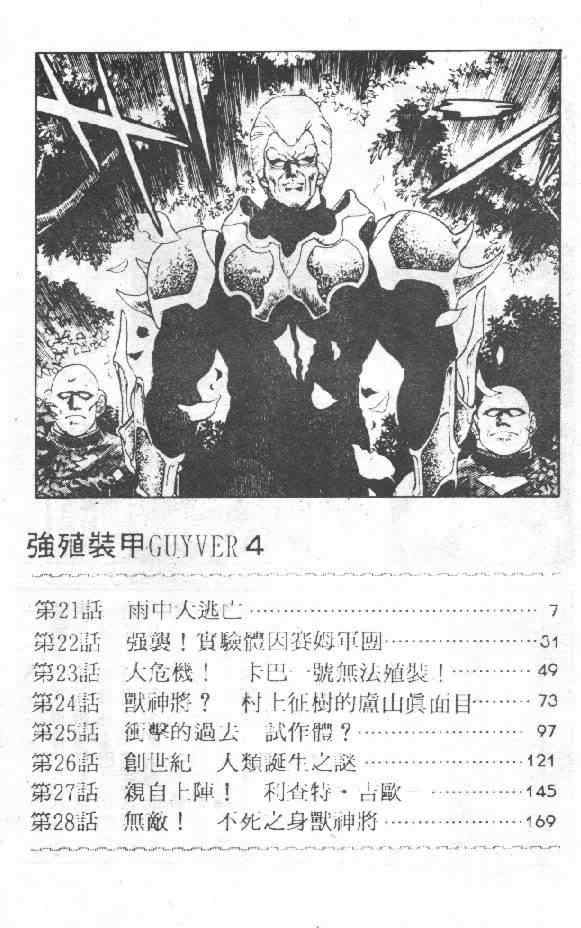 強殖裝甲GUYVER 4
第21話 雨中大逃亡 7
第22話 强襲！實驗體因賽姆軍團 31
第23話 大危機！ 卡巴一號無法殖裝！ 49
第24話 獸神將？ 村上征樹的盧山眞面目 73
第25話 衝擊的過去 試作體？ 97
第26話 創世紀 人類誕生之謎 121
第27話 親自上陣！ 利查特・古歐 145
第28話 無敵！ 不死之身獸神將 169